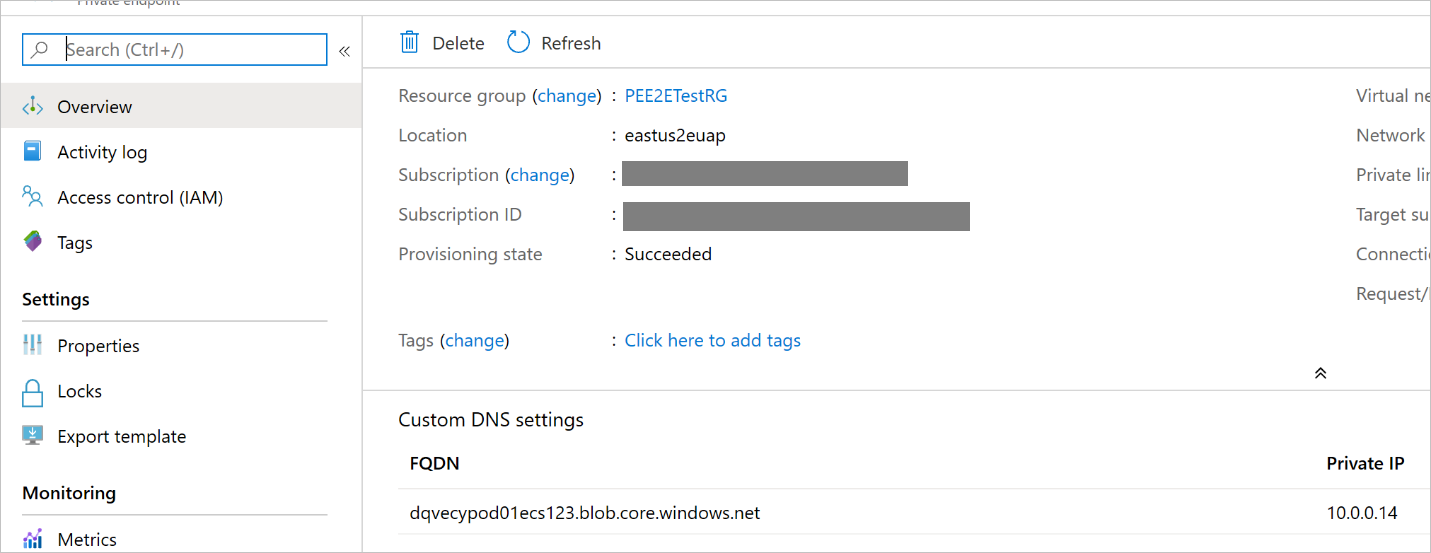 Private endpoint
Search (Ctrl+/)
«
Overview
Activity log
Access control (IAM)
Tags
Settings
Properties
Locks
Export template
Monitoring
Metrics
Delete
Refresh
Resource group (change) : PEE2ETestRG
Location : eastus2euap
Subscription (change) :
Subscription ID :
Provisioning state : Succeeded
Tags (change) : Click here to add tags
Virtual ne
Network
Private lin
Target su
Connecti
Request/
Custom DNS settings
FQDN Private IP
dqvecypod01ecs123.blob.core.windows.net 10.0.0.14